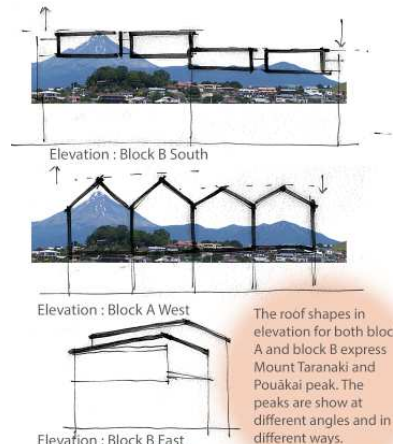 Elevation : Block B South
Elevation : Block A West
The roof shapes in
elevation for both block
A and block B express
Mount Taranaki and
Pouākai peak. The
peaks are show at
different angles and in
different ways.
Elevation : Block B East